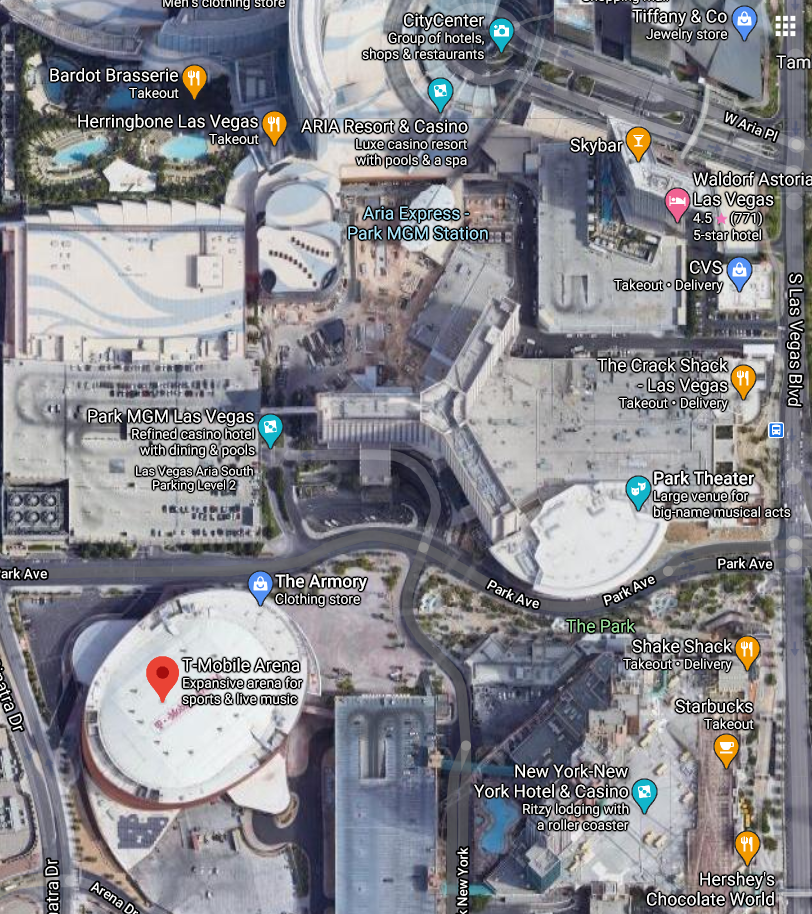 Men's clothing store
CityCenter
Group of hotels,
shops & restaurants
Tiffany & Co
Jewelry store
Tam
Bardot Brasserie
Takeout
Herringbone Las Vegas
Takeout
ARIA Resort & Casino
Luxe casino resort
with pools & a spa
W Aria Pl
Skybar
Waldorf Astoria
Las Vegas
4.5 ★ (771)
5-star hotel
Aria Express -
Park MGM Station
CVS
Takeout • Delivery
S Las Vegas Blvd
The Crack Shack
- Las Vegas
Takeout • Delivery
Park MGM Las Vegas
Refined casino hotel
with dining & pools
Las Vegas Aria South
Parking Level 2
Park Theater
Large venue for
big-name musical acts
ark Ave
Park Ave
Park Ave
Park Ave
The Armory
Clothing store
The Park
Shake Shack
Takeout • Delivery
T-Mobile Arena
Expansive arena for
sports & live music
inatra Dr
Starbucks
Takeout
New York-New
York Hotel & Casino
Ritzy lodging with
a roller coaster
Hershey's
Chocolate World
k New York
atra Dr
Arena Dr